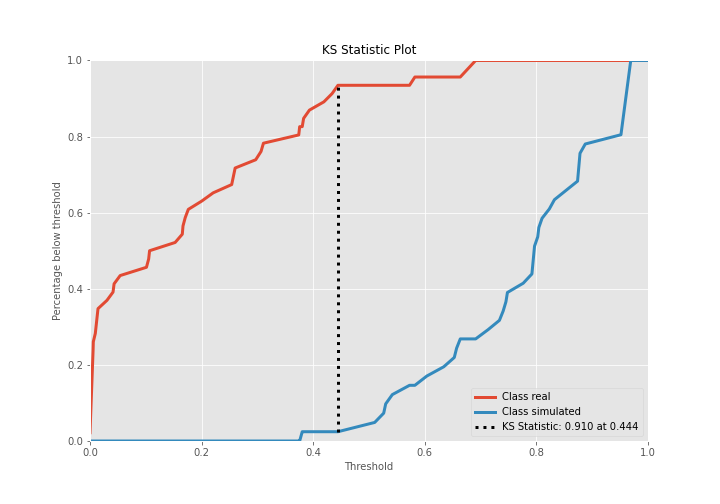 KS Statistic Plot
1.0
0.8
0.6
0.4
0.2
0.0
Percentage below threshold
0.0 0.2 0.4 0.6 0.8 1.0
Threshold
Class real
Class simulated
KS Statistic: 0.910 at 0.444